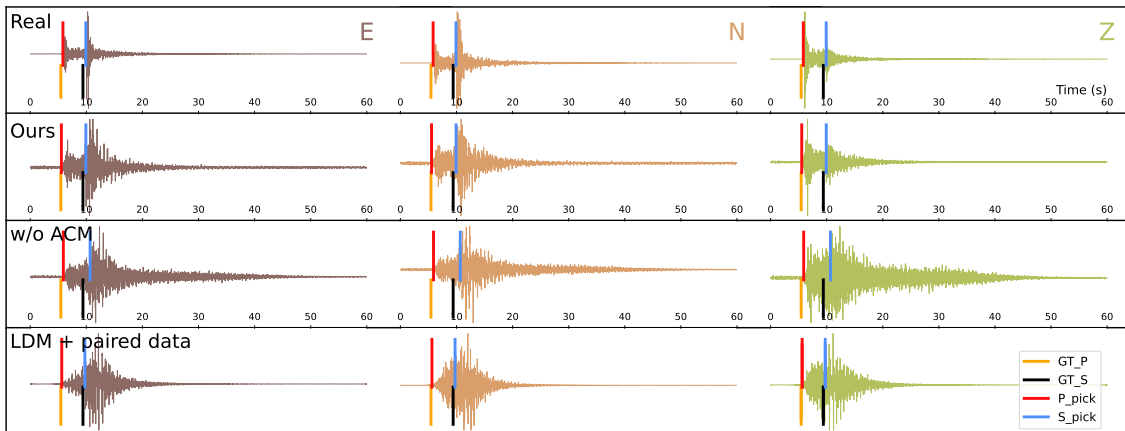 Real
E
N
Z
Time (s)
0 10 20 30 40 50 60
0 10 20 30 40 50 60
0 10 20 30 40 50 60
Ours
0 10 20 30 40 50 60
0 10 20 30 40 50 60
0 10 20 30 40 50 60
w/o ACM
0 10 20 30 40 50 60
0 10 20 30 40 50 60
0 10 20 30 40 50 60
LDM + paired data
GT_P
GT_S
P_pick
S_pick